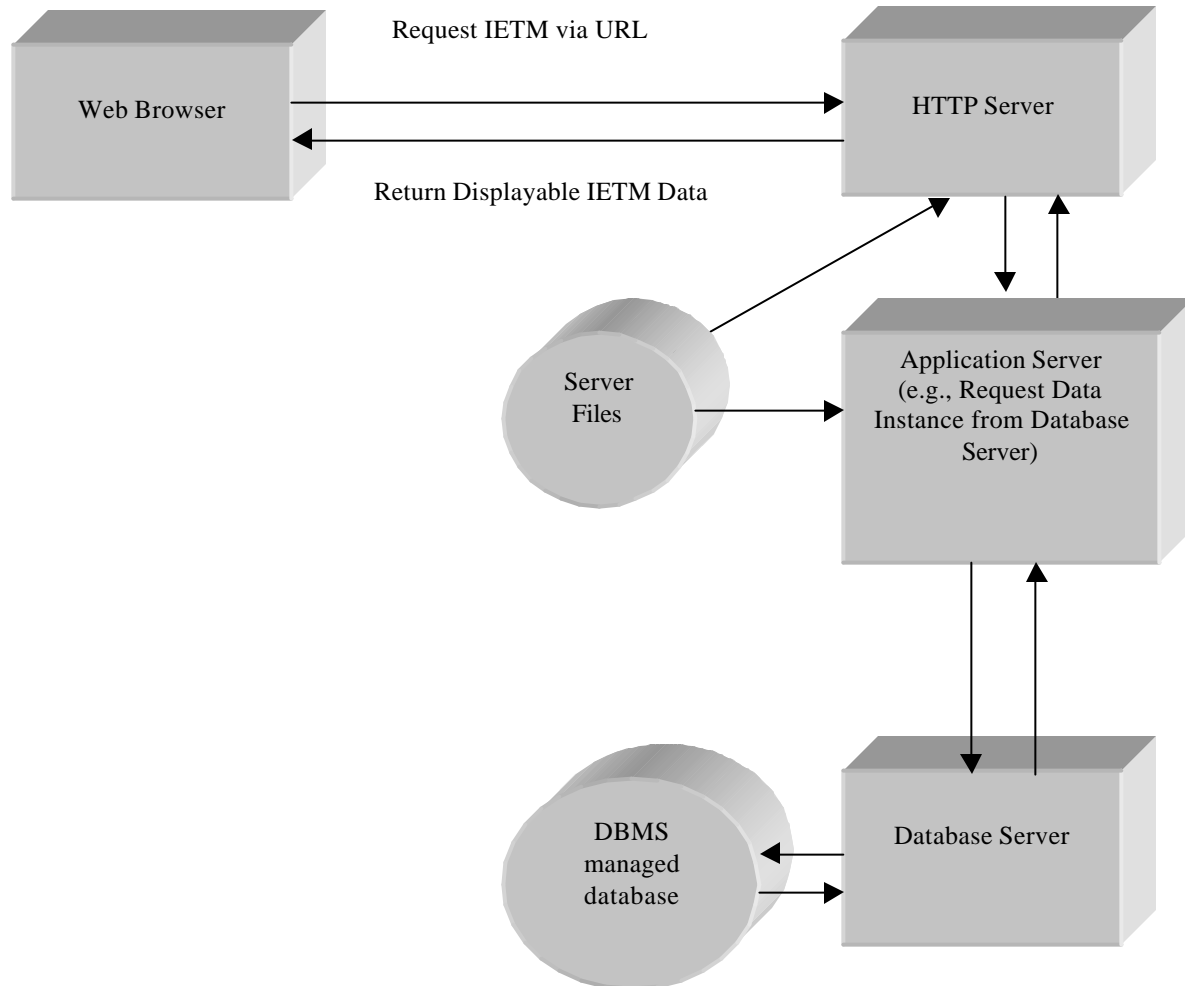 Request IETM via URL
Web Browser
HTTP Server
Return Displayable IETM Data
Server
Files
Application Server
(e.g., Request Data
Instance from Database
Server)
DBMS
managed
database
Database Server